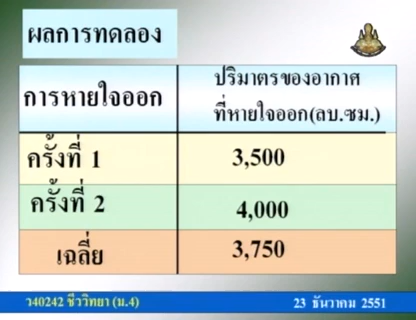 ผลการทดลอง
การหายใจออก
ปริมาตรของอากาศ
ที่หายใจออก(ลบ.ซม.)
ครั้งที่ 1 3,500
ครั้งที่ 2 4,000
เฉลี่ย 3,750
ว40242 ชีววิทยา (ม.4) 23 ธันวาคม 2551